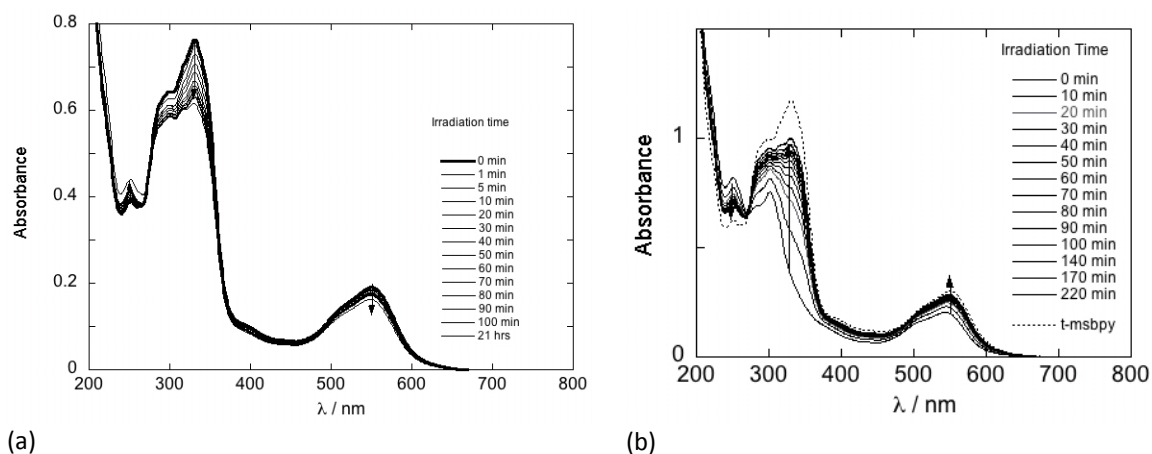 0.8
0.6
0.4
0.2
0
Absorbance
200 300 400 500 600 700 800
λ / nm
Irradiation time
0 min
1 min
5 min
10 min
20 min
30 min
40 min
50 min
60 min
70 min
80 min
90 min
100 min
21 hrs
(a)
1
0
Absorbance
200 300 400 500 600 700 800
λ / nm
Irradiation Time
0 min
10 min
20 min
30 min
40 min
50 min
60 min
70 min
80 min
90 min
100 min
140 min
170 min
220 min
t-msbpy
(b)